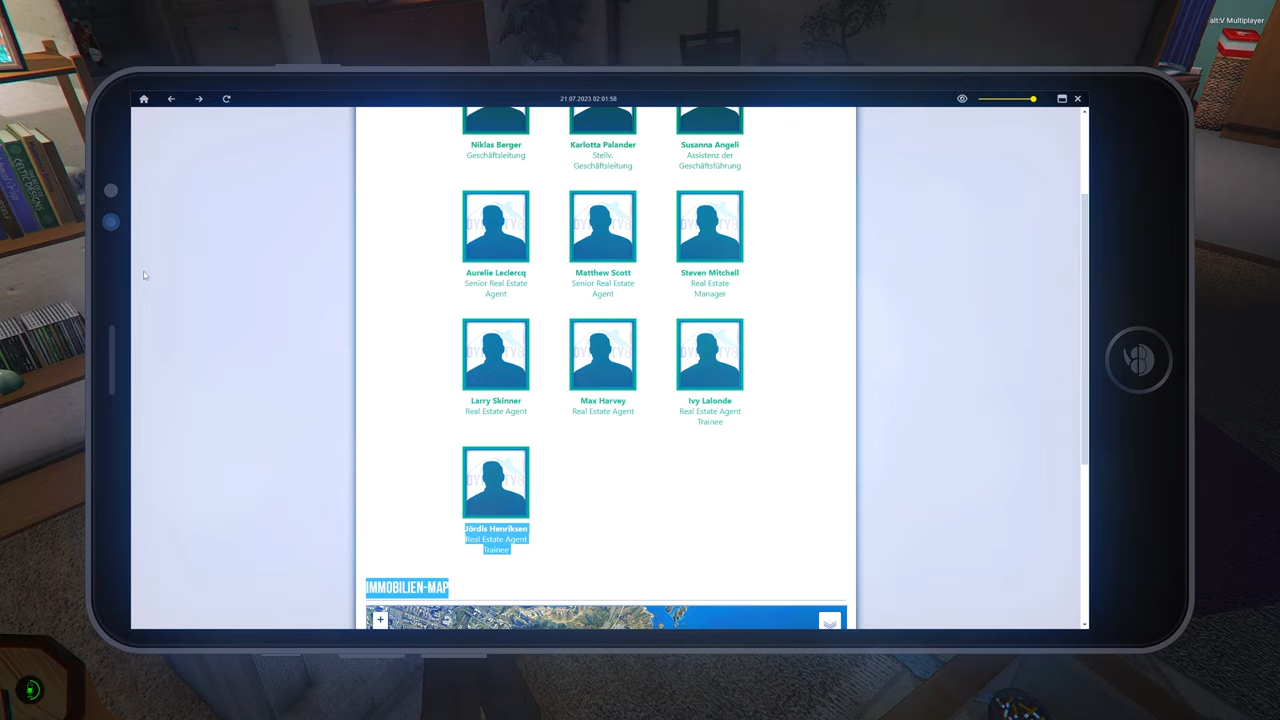 alt:V Multiplayer
21.07.2023 02:01:58
Niklas Berger
Geschäftsleitung
Karlotta Palander
Stellv.
Geschäftsleitung
Susanna Angeli
Assistenz der
Geschäftsführung
Aurelie Leclercq
Senior Real Estate
Agent
Matthew Scott
Senior Real Estate
Agent
Steven Mitchell
Real Estate
Manager
Larry Skinner
Real Estate Agent
Max Harvey
Real Estate Agent
Ivy Lalonde
Real Estate Agent
Trainee
Jördis Henriksen
Real Estate Agent
Trainee
IMMOBILIEN-MAP
+
CELTIC DESIGNS